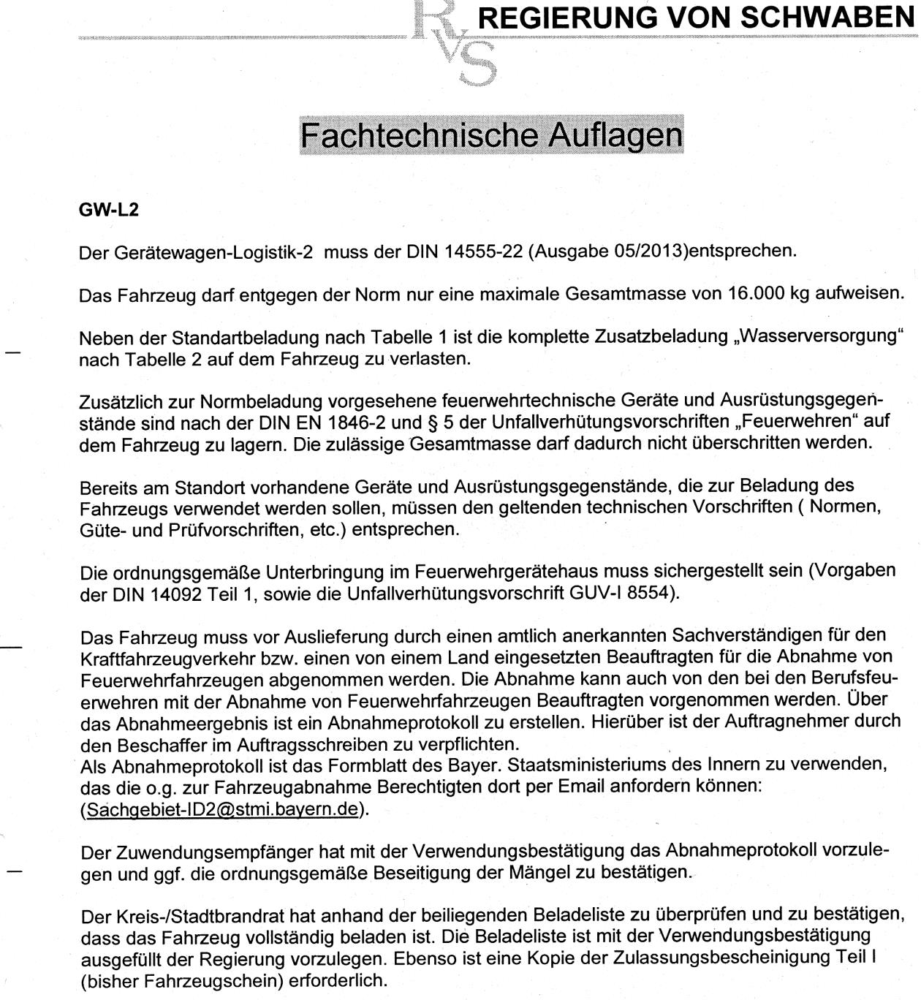 RvS REGIERUNG VON SCHWABEN
Fachtechnische Auflagen
GW-L2
Der Gerätewagen-Logistik-2 muss der DIN 14555-22 (Ausgabe 05/2013)entsprechen.
Das Fahrzeug darf entgegen der Norm nur eine maximale Gesamtmasse von 16.000 kg aufweisen.
Neben der Standartbeladung nach Tabelle 1 ist die komplette Zusatzbeladung „Wasserversorgung“
nach Tabelle 2 auf dem Fahrzeug zu verlasten.
Zusätzlich zur Normbeladung vorgesehene feuerwehrtechnische Geräte und Ausrüstungsgegen-
stände sind nach der DIN EN 1846-2 und § 5 der Unfallverhütungsvorschriften „Feuerwehren“ auf
dem Fahrzeug zu lagern. Die zulässige Gesamtmasse darf dadurch nicht überschritten werden.
Bereits am Standort vorhandene Geräte und Ausrüstungsgegenstände, die zur Beladung des
Fahrzeugs verwendet werden sollen, müssen den geltenden technischen Vorschriften ( Normen,
Güte- und Prüfvorschriften, etc.) entsprechen.
Die ordnungsgemäße Unterbringung im Feuerwehrgerätehaus muss sichergestellt sein (Vorgaben
der DIN 14092 Teil 1, sowie die Unfallverhütungsvorschrift GUV-I 8554).
Das Fahrzeug muss vor Auslieferung durch einen amtlich anerkannten Sachverständigen für den
Kraftfahrzeugverkehr bzw. einen von einem Land eingesetzten Beauftragten für die Abnahme von
Feuerwehrfahrzeugen abgenommen werden. Die Abnahme kann auch von den bei den Berufsfeu-
erwehren mit der Abnahme von Feuerwehrfahrzeugen Beauftragten vorgenommen werden. Über
das Abnahmeergebnis ist ein Abnahmeprotokoll zu erstellen. Hierüber ist der Auftragnehmer durch
den Beschaffer im Auftragsschreiben zu verpflichten.
Als Abnahmeprotokoll ist das Formblatt des Bayer. Staatsministeriums des Innern zu verwenden,
das die o.g. zur Fahrzeugabnahme Berechtigten dort per Email anfordern können:
(Sachgebiet-ID2@stmi.bayern.de).
Der Zuwendungsempfänger hat mit der Verwendungsbestätigung das Abnahmeprotokoll vorzule-
gen und ggf. die ordnungsgemäße Beseitigung der Mängel zu bestätigen.
Der Kreis-/Stadtbrandrat hat anhand der beiliegenden Beladeliste zu überprüfen und zu bestätigen,
dass das Fahrzeug vollständig beladen ist. Die Beladeliste ist mit der Verwendungsbestätigung
ausgefüllt der Regierung vorzulegen. Ebenso ist eine Kopie der Zulassungsbescheinigung Teil I
(bisher Fahrzeugschein) erforderlich.